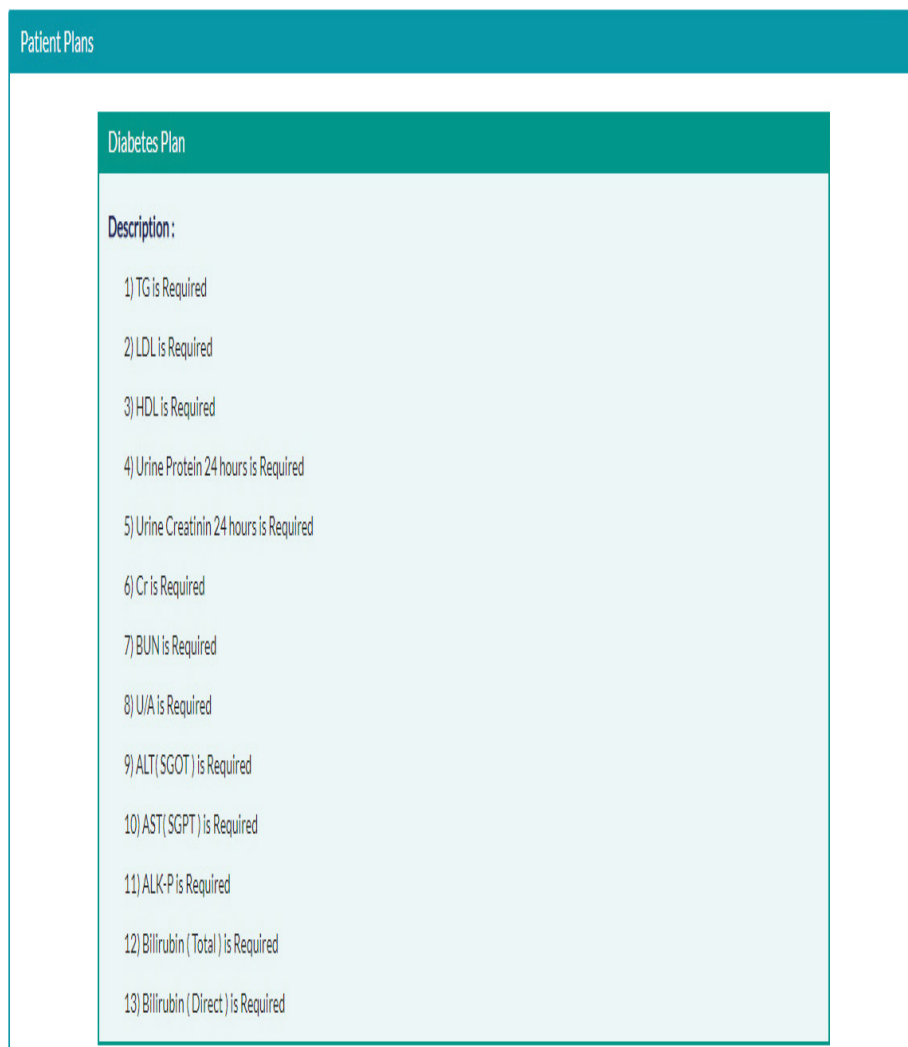 Patient Plans
Diabetes Plan
Description :
1) TG is Required
2) LDL is Required
3) HDL is Required
4) Urine Protein 24 hours is Required
5) Urine Creatinin 24 hours is Required
6) Cr is Required
7) BUN is Required
8) U/A is Required
9) ALT( SGOT ) is Required
10) AST( SGPT ) is Required
11) ALK-P is Required
12) Bilirubin ( Total ) is Required
13) Bilirubin ( Direct ) is Required